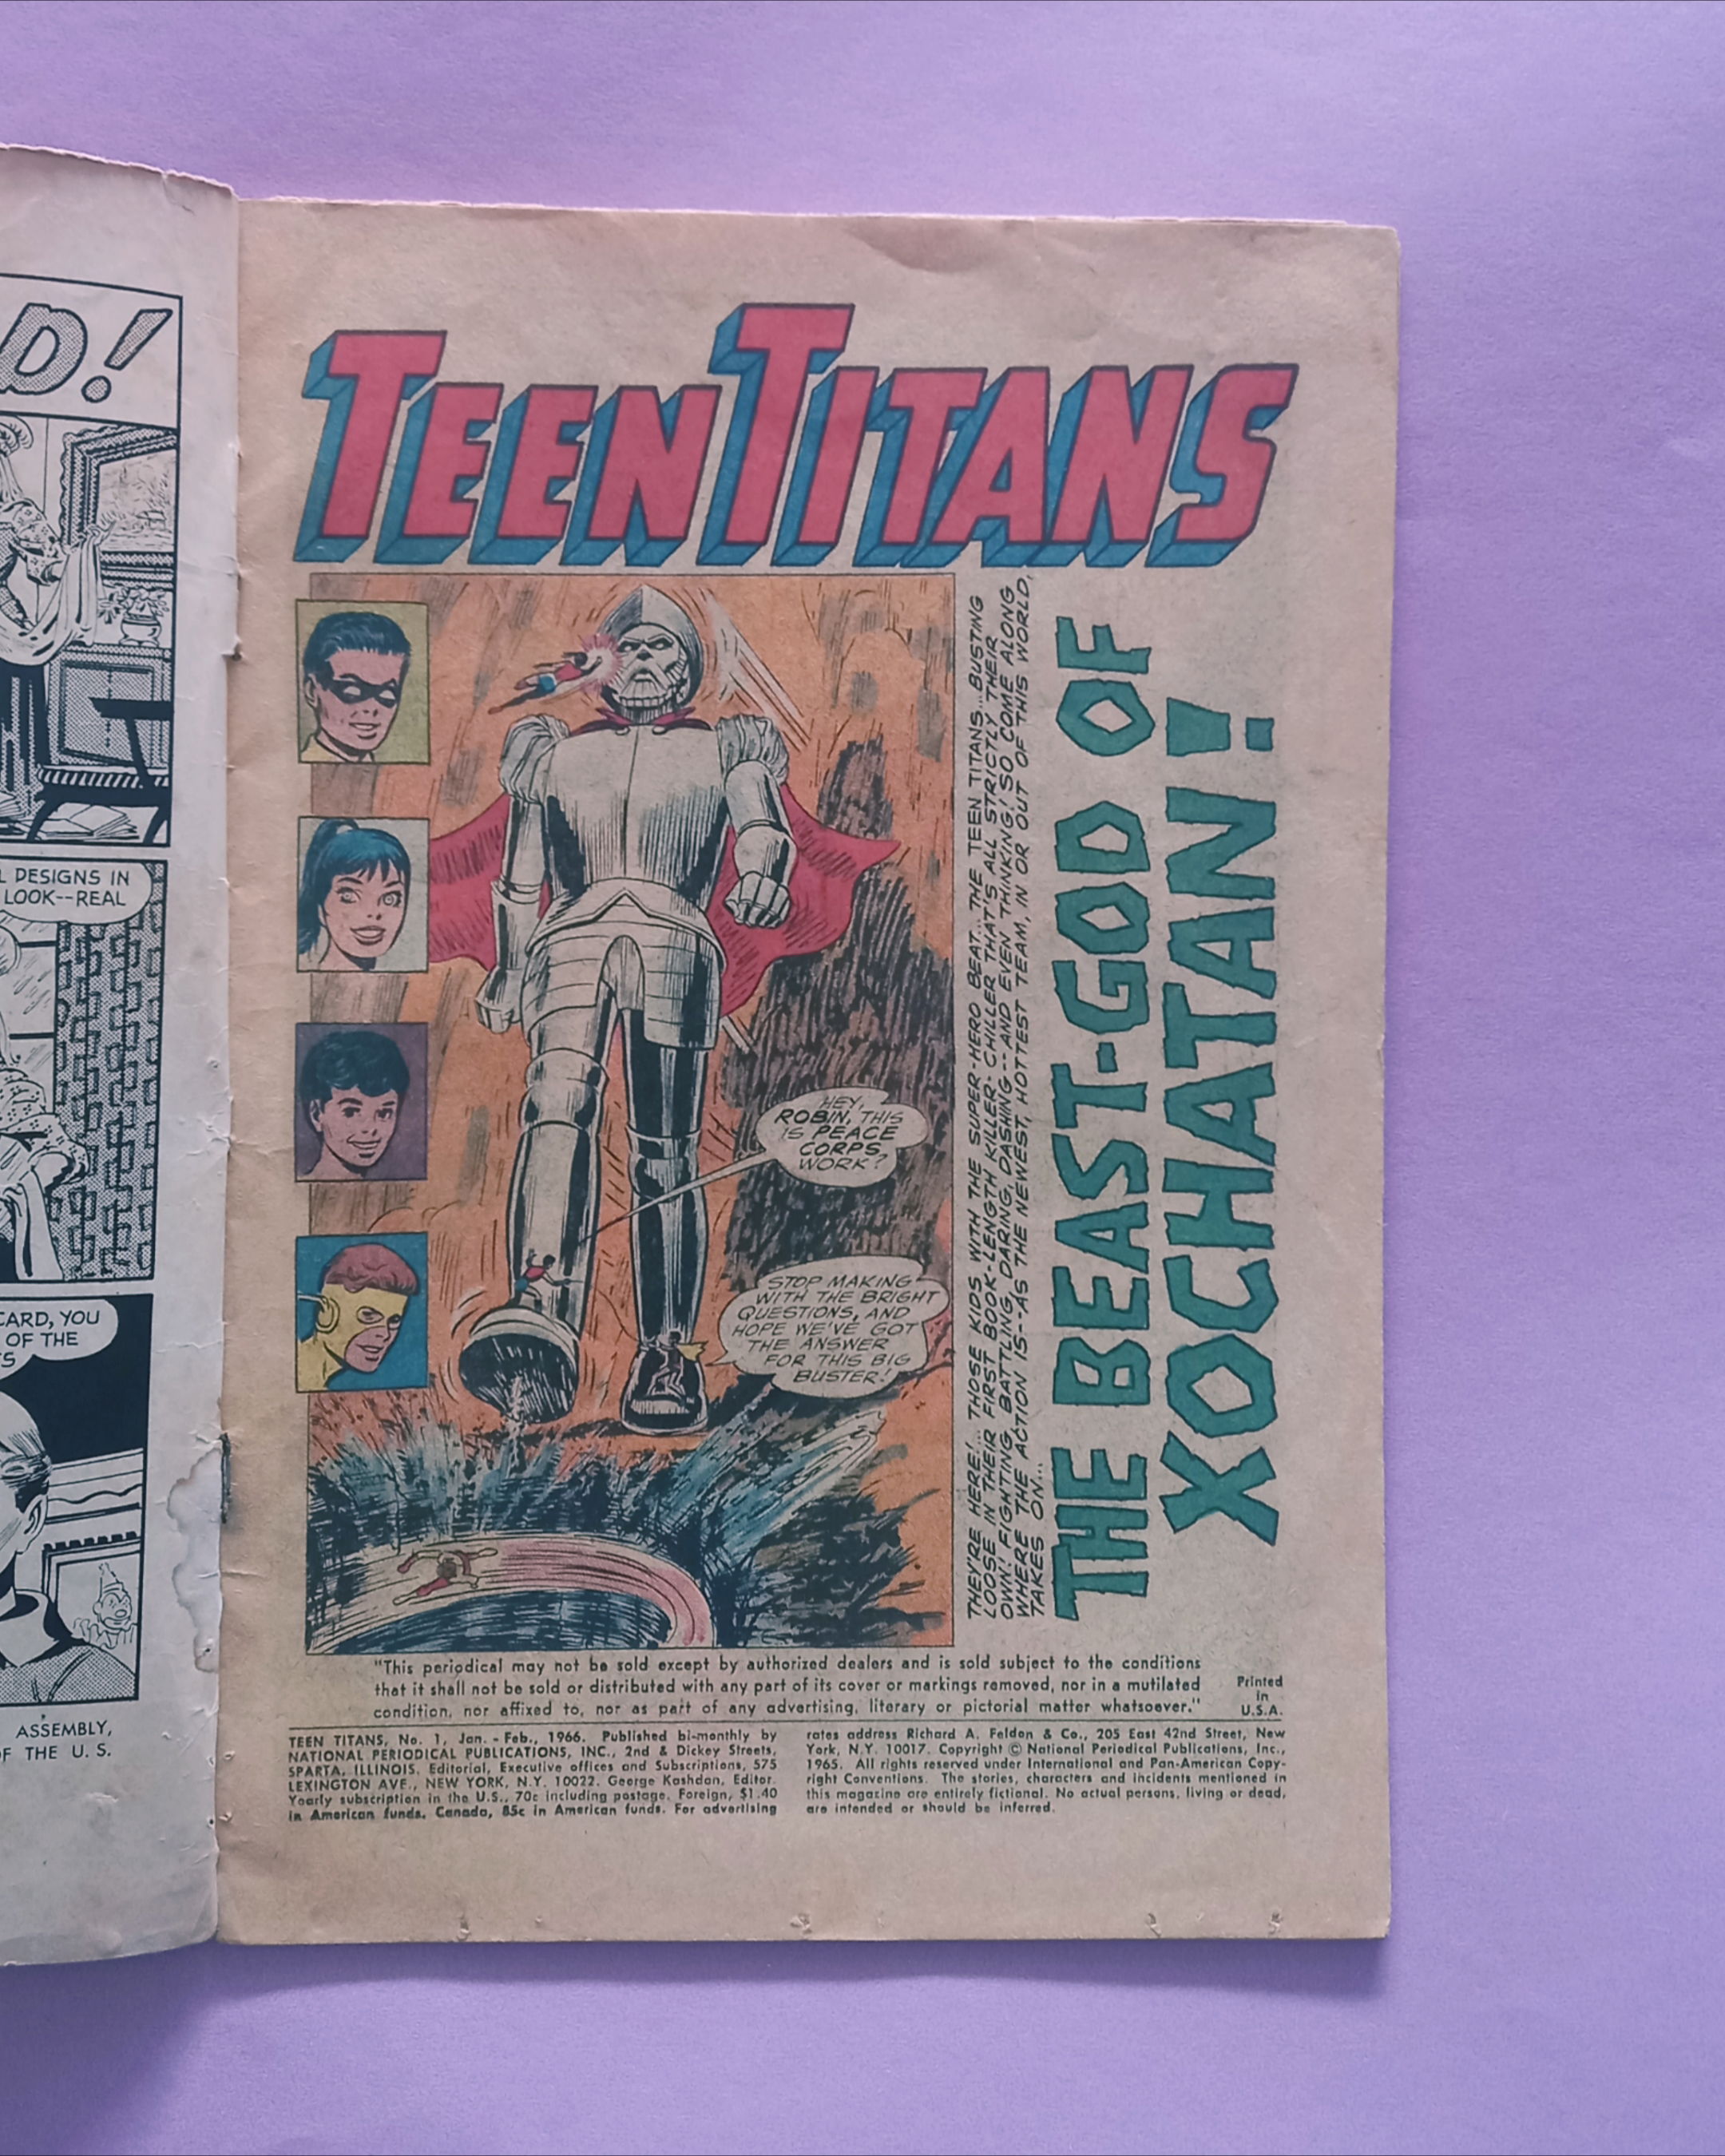 D!
L DESIGNS IN
LOOK--REAL
CARD, YOU
OF THE
ASSEMBLY,
F THE U.S.
TEEN TITANS
HEY,
ROBIN, THIS
IS PEACE
CORPS
WORK?
STOP MAKING
WITH THE BRIGHT
QUESTIONS, AND
HOPE WE'VE GOT
THE ANSWER
FOR THIS BIG
BUSTER!
THEY'RE HERE!... THOSE KIDS WITH THE SUPER-HERO BEAT... THE TEEN TITANS...BUSTING
LOOSE IN THEIR FIRST BOOK-LENGTH KILLER-CHILLER THAT'S ALL STRICTLY THEIR
OWN! FIGHTING, BATTLING, DARING, DASHING--AND EVEN THINKING! SO COME ALONG
WHERE THE ACTION IS--AS THE NEWEST, HOTTEST TEAM, IN OR OUT OF THIS WORLD,
TAKES ON...
THE BEAST-GOD OF
XOCHATAN!
"This periodical may not be sold except by authorized dealers and is sold subject to the conditions
that it shall not be sold or distributed with any part of its cover or markings removed, nor in a mutilated
condition, nor affixed to, nor as part of any advertising, literary or pictorial matter whatsoever."
Printed
in
U.S.A.
TEEN TITANS, No. 1, Jan. - Feb., 1966. Published bi-monthly by
NATIONAL PERIODICAL PUBLICATIONS, INC., 2nd & Dickey Streets,
SPARTA, ILLINOIS. Editorial, Executive offices and Subscriptions, 575
LEXINGTON AVE., NEW YORK, N.Y. 10022. George Kashdan, Editor.
Yearly subscription in the U.S., 70c including postage. Foreign, $1.40
in American funds. Canada, 85c in American funds. For advertising
rates address Richard A. Feldon & Co., 205 East 42nd Street, New
York, N.Y. 10017. Copyright © National Periodical Publications, Inc.,
1965. All rights reserved under International and Pan-American Copy-
right Conventions. The stories, characters and incidents mentioned in
this magazine are entirely fictional. No actual persons, living or dead,
are intended or should be inferred.